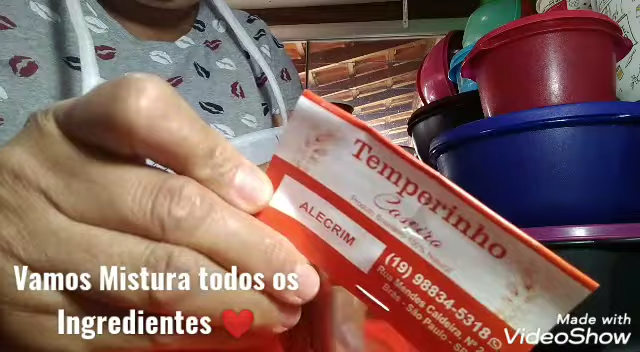 Temperinho
Caseiro
ALECRIM
(19) 98834-5318
Rua Mendes Caldeira, Nº
Brás - São Paulo - SP
Vamos Mistura todos os
Ingredientes ❤
Made with
VideoShow